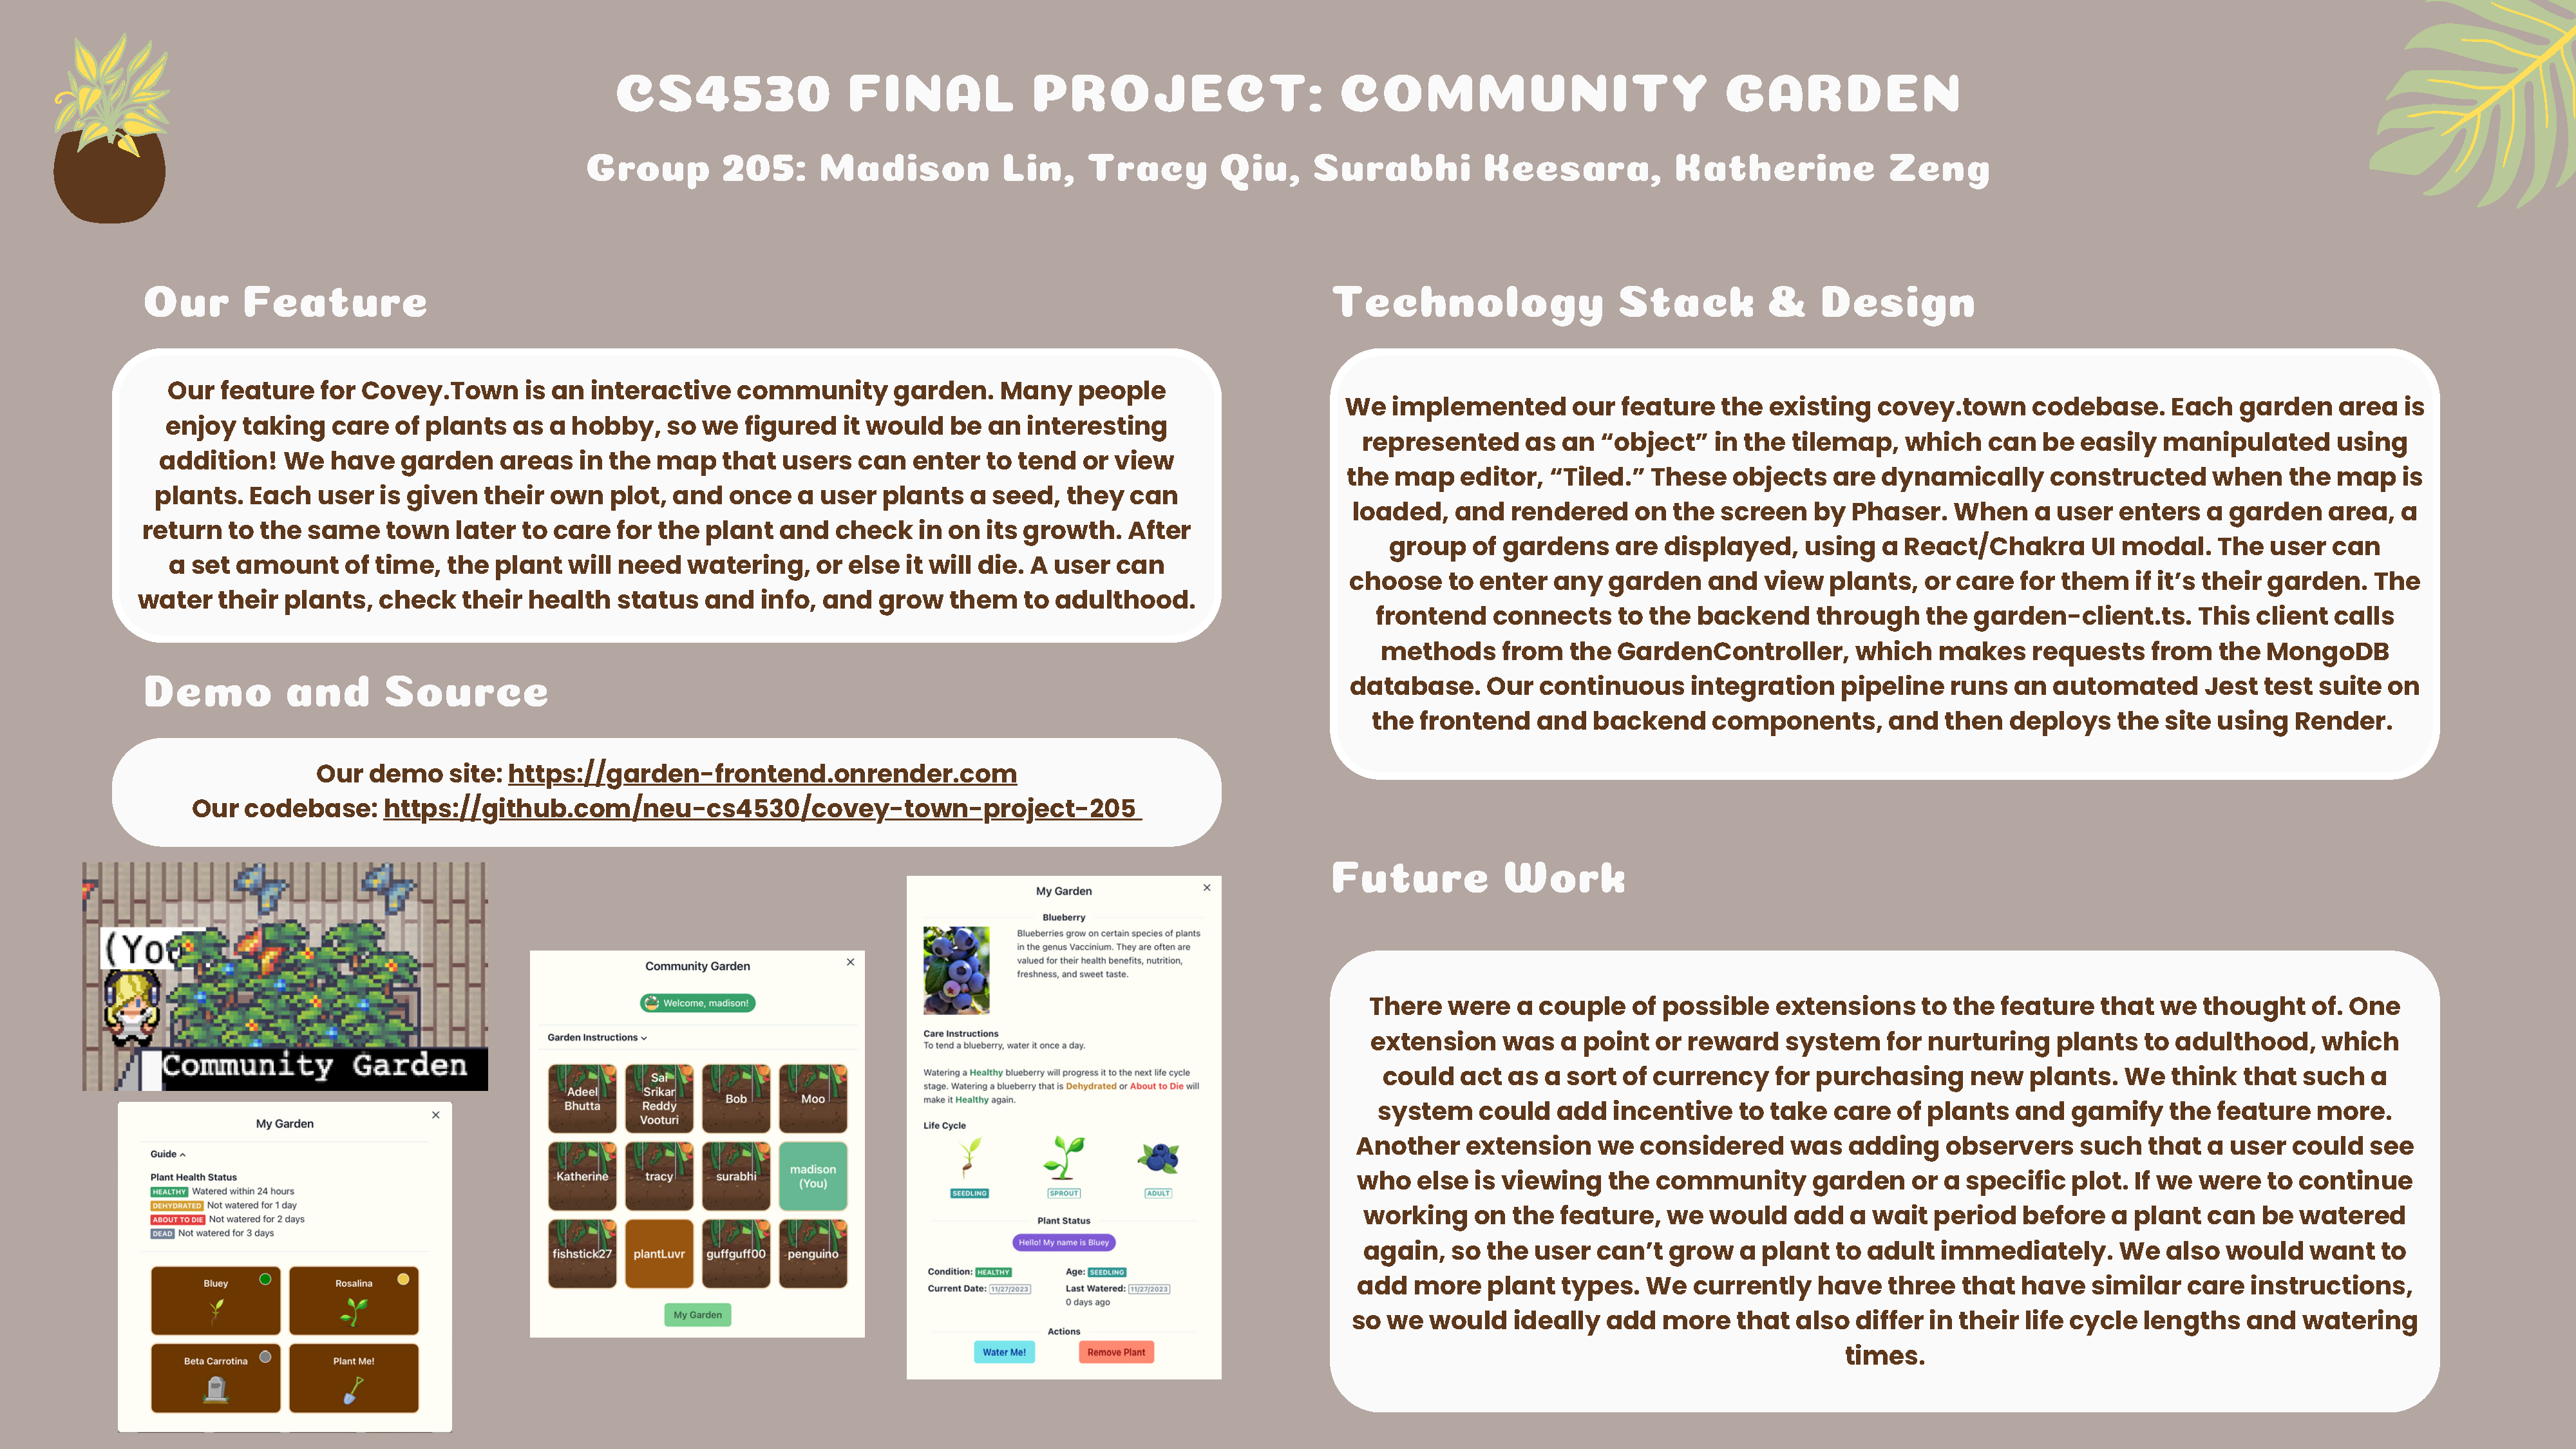 CS4530 FINAL PROJECT: COMMUNITY GARDEN
Group 205: Madison Lin, Tracy Qiu, Surabhi Keesara, Katherine Zeng
Our Feature
Our feature for Covey.Town is an interactive community garden. Many people
enjoy taking care of plants as a hobby, so we figured it would be an interesting
addition! We have garden areas in the map that users can enter to tend or view
plants. Each user is given their own plot, and once a user plants a seed, they can
return to the same town later to care for the plant and check in on its growth. After
a set amount of time, the plant will need watering, or else it will die. A user can
water their plants, check their health status and info, and grow them to adulthood.
Demo and Source
Our demo site: https://garden-frontend.onrender.com
Our codebase: https://github.com/neu-cs4530/covey-town-project-205
(You
Community Garden
My Garden
Guide
Plant Health Status
HEALTHY Watered within 24 hours
DEHYDRATED Not watered for 1 day
ABOUT TO DIE Not watered for 2 days
DEAD Not watered for 3 days
Bluey
Rosalina
Beta Carrotina
Plant Me!
Community Garden
Welcome, madison!
Garden Instructions
Adeel
Bhutta
Sai
Srikar
Reddy
Vooturi
Bob
Moo
Katherine
tracy
surabhi
madison
(You)
fishstick27
plantLuvr
guffguff00
penguino
My Garden
My Garden
Blueberry
Blueberries grow on certain species of plants
in the genus Vaccinium. They are often are
valued for their health benefits, nutrition,
freshness, and sweet taste.
Care Instructions
To tend a blueberry, water it once a day.
Watering a Healthy blueberry will progress it to the next life cycle
stage. Watering a blueberry that is Dehydrated or About to Die will
make it Healthy again.
Life Cycle
SEEDLING
SPROUT
ADULT
Plant Status
Hello! My name is Bluey
Condition: HEALTHY
Age: SEEDLING
Current Date: 11/27/2023
Last Watered: 11/27/2023
0 days ago
Actions
Water Me!
Remove Plant
Technology Stack & Design
We implemented our feature the existing covey.town codebase. Each garden area is
represented as an “object” in the tilemap, which can be easily manipulated using
the map editor, “Tiled.” These objects are dynamically constructed when the map is
loaded, and rendered on the screen by Phaser. When a user enters a garden area, a
group of gardens are displayed, using a React/Chakra UI modal. The user can
choose to enter any garden and view plants, or care for them if it’s their garden. The
frontend connects to the backend through the garden-client.ts. This client calls
methods from the GardenController, which makes requests from the MongoDB
database. Our continuous integration pipeline runs an automated Jest test suite on
the frontend and backend components, and then deploys the site using Render.
Future Work
There were a couple of possible extensions to the feature that we thought of. One
extension was a point or reward system for nurturing plants to adulthood, which
could act as a sort of currency for purchasing new plants. We think that such a
system could add incentive to take care of plants and gamify the feature more.
Another extension we considered was adding observers such that a user could see
who else is viewing the community garden or a specific plot. If we were to continue
working on the feature, we would add a wait period before a plant can be watered
again, so the user can’t grow a plant to adult immediately. We also would want to
add more plant types. We currently have three that have similar care instructions,
so we would ideally add more that also differ in their life cycle lengths and watering
times.